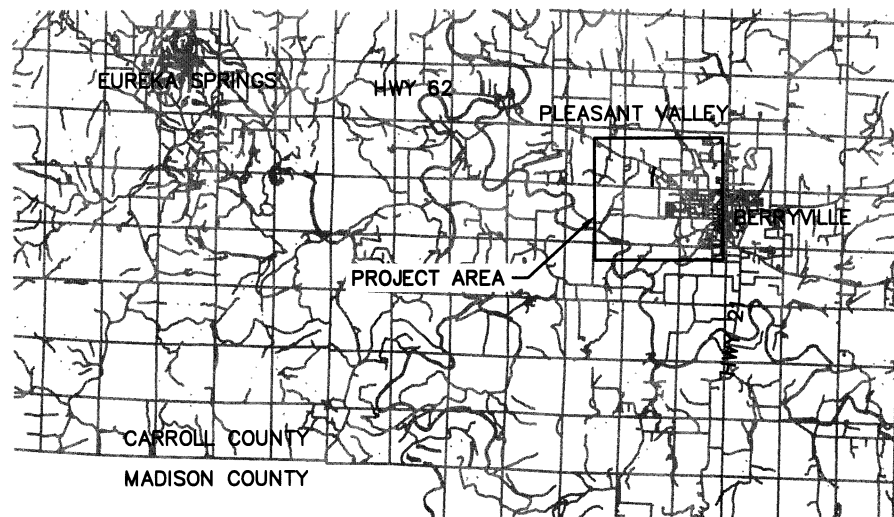 EUREKA SPRINGS
HWY 62
PLEASANT VALLEY
BERRYVILLE
PROJECT AREA
HWY 21
CARROLL COUNTY
MADISON COUNTY